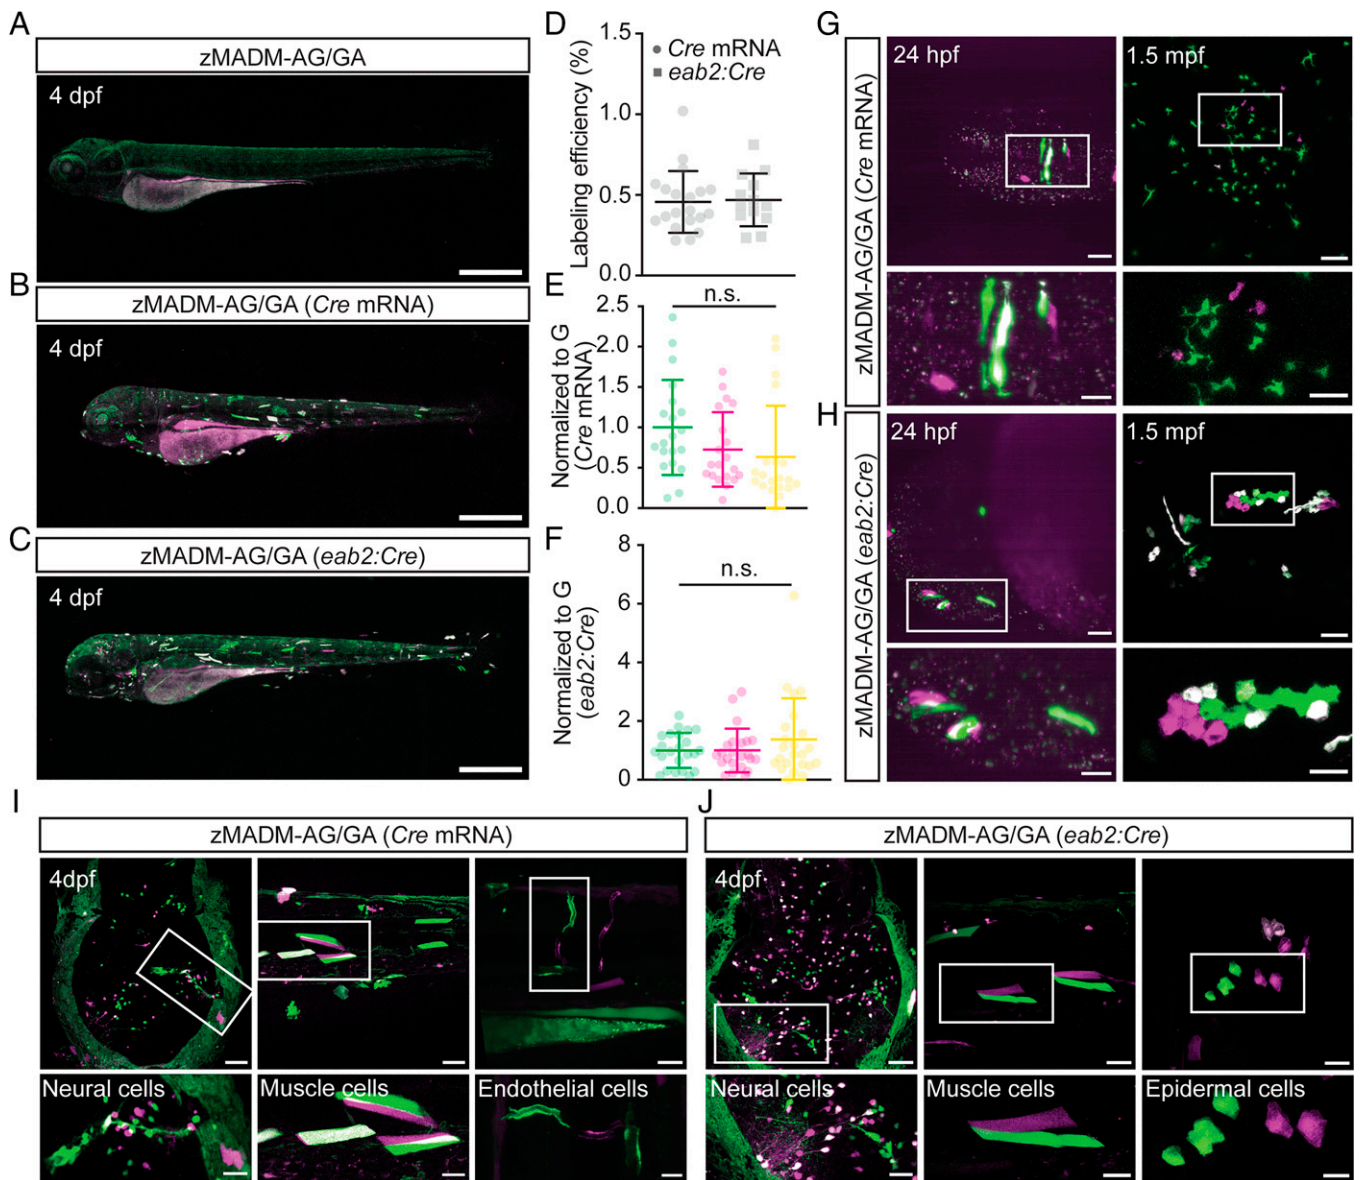 A
zMADM-AG/GA
4 dpf
B
zMADM-AG/GA (Cre mRNA)
4 dpf
C
zMADM-AG/GA (eab2:Cre)
4 dpf
D
Labeling efficiency (%)
1.5
1.0
0.5
0.0
Cre mRNA
eab2:Cre
E
Normalized to G
(Cre mRNA)
2.5
2.0
1.5
1.0
0.5
0.0
n.s.
F
Normalized to G
(eab2:Cre)
8
6
4
2
0
n.s.
G
zMADM-AG/GA (Cre mRNA)
24 hpf
1.5 mpf
H
zMADM-AG/GA (eab2:Cre)
24 hpf
1.5 mpf
I
zMADM-AG/GA (Cre mRNA)
4dpf
Neural cells
Muscle cells
Endothelial cells
J
zMADM-AG/GA (eab2:Cre)
4dpf
Neural cells
Muscle cells
Epidermal cells